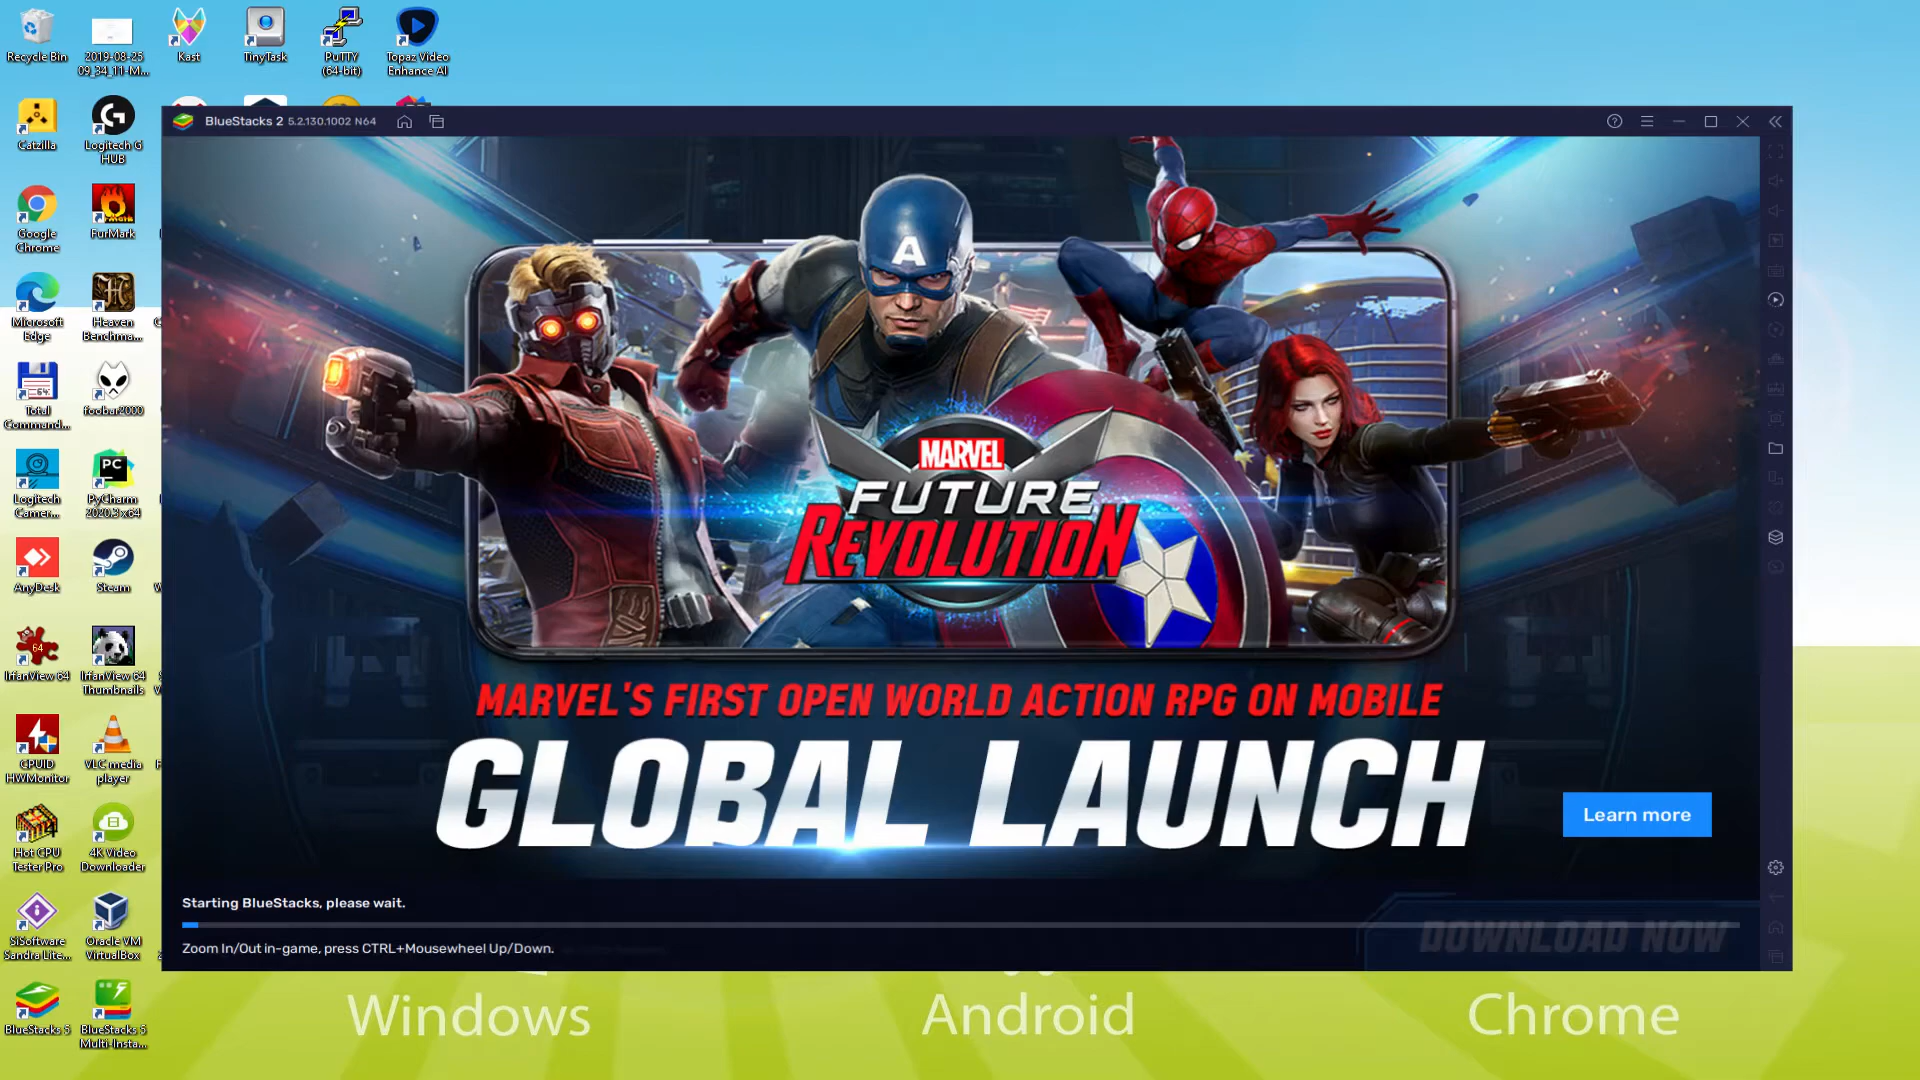 Recycle Bin
2019-08-25
09_34_11-M...
Kast
TinyTask
PuTTY
(64-bit)
Topaz Video
Enhance AI
BlueStacks 2 5.2.130.1002 N64
Catzilla
Logitech G
HUB
Google
Chrome
FurMark
Microsoft
Edge
Heaven
Benchma...
Total
Command...
foobar2000
Logitech
Camer...
PyCharm
2020.3 x64
AnyDesk
Steam
IrfanView 64
IrfanView 64
Thumbnails
CPUID
HWMonitor
VLC media
player
Hot CPU
Tester Pro
4K Video
Downloader
SiSoftware
Sandra Lite...
Oracle VM
VirtualBox
BlueStacks 5
BlueStacks 5
Multi-Insta...
A
MARVEL
FUTURE
REVOLUTION
MARVEL'S FIRST OPEN WORLD ACTION RPG ON MOBILE
GLOBAL LAUNCH
Learn more
Starting BlueStacks, please wait.
DOWNLOAD NOW
Zoom In/Out in-game, press CTRL+Mousewheel Up/Down.
Windows
Android
Chrome